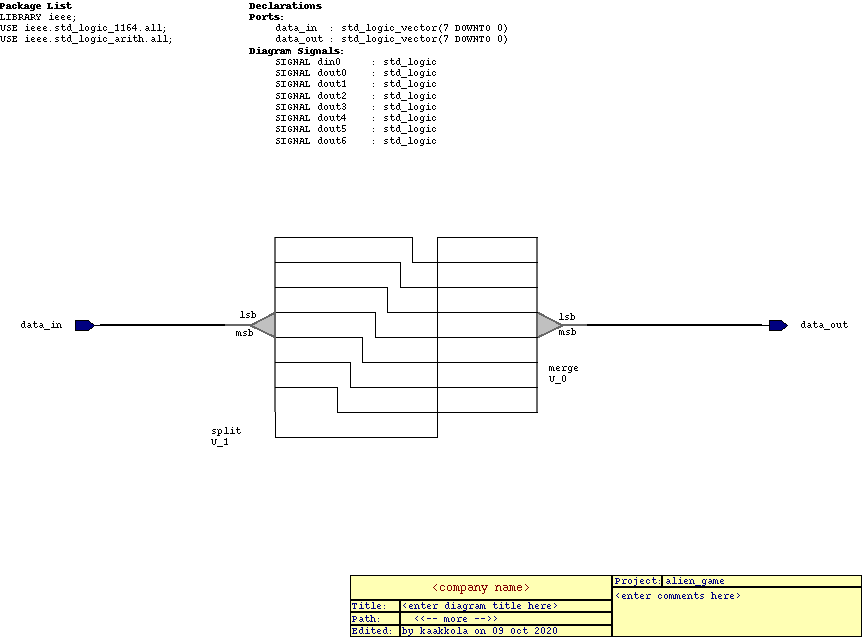 Package List
LIBRARY ieee;
USE ieee.std_logic_1164.all;
USE ieee.std_logic_arith.all;
Declarations
Ports:
data_in : std_logic_vector(7 DOWNTO 0)
data_out : std_logic_vector(7 DOWNTO 0)
Diagram Signals:
SIGNAL din0 : std_logic
SIGNAL dout0 : std_logic
SIGNAL dout1 : std_logic
SIGNAL dout2 : std_logic
SIGNAL dout3 : std_logic
SIGNAL dout4 : std_logic
SIGNAL dout5 : std_logic
SIGNAL dout6 : std_logic
data_in
lsb
msb
lsb
msb
data_out
merge
U_0
split
U_1
<company name>
Title: <enter diagram title here>
Path: <<-- more -->>
Edited: by kaakkola on 09 oct 2020
Project: alien_game
<enter comments here>